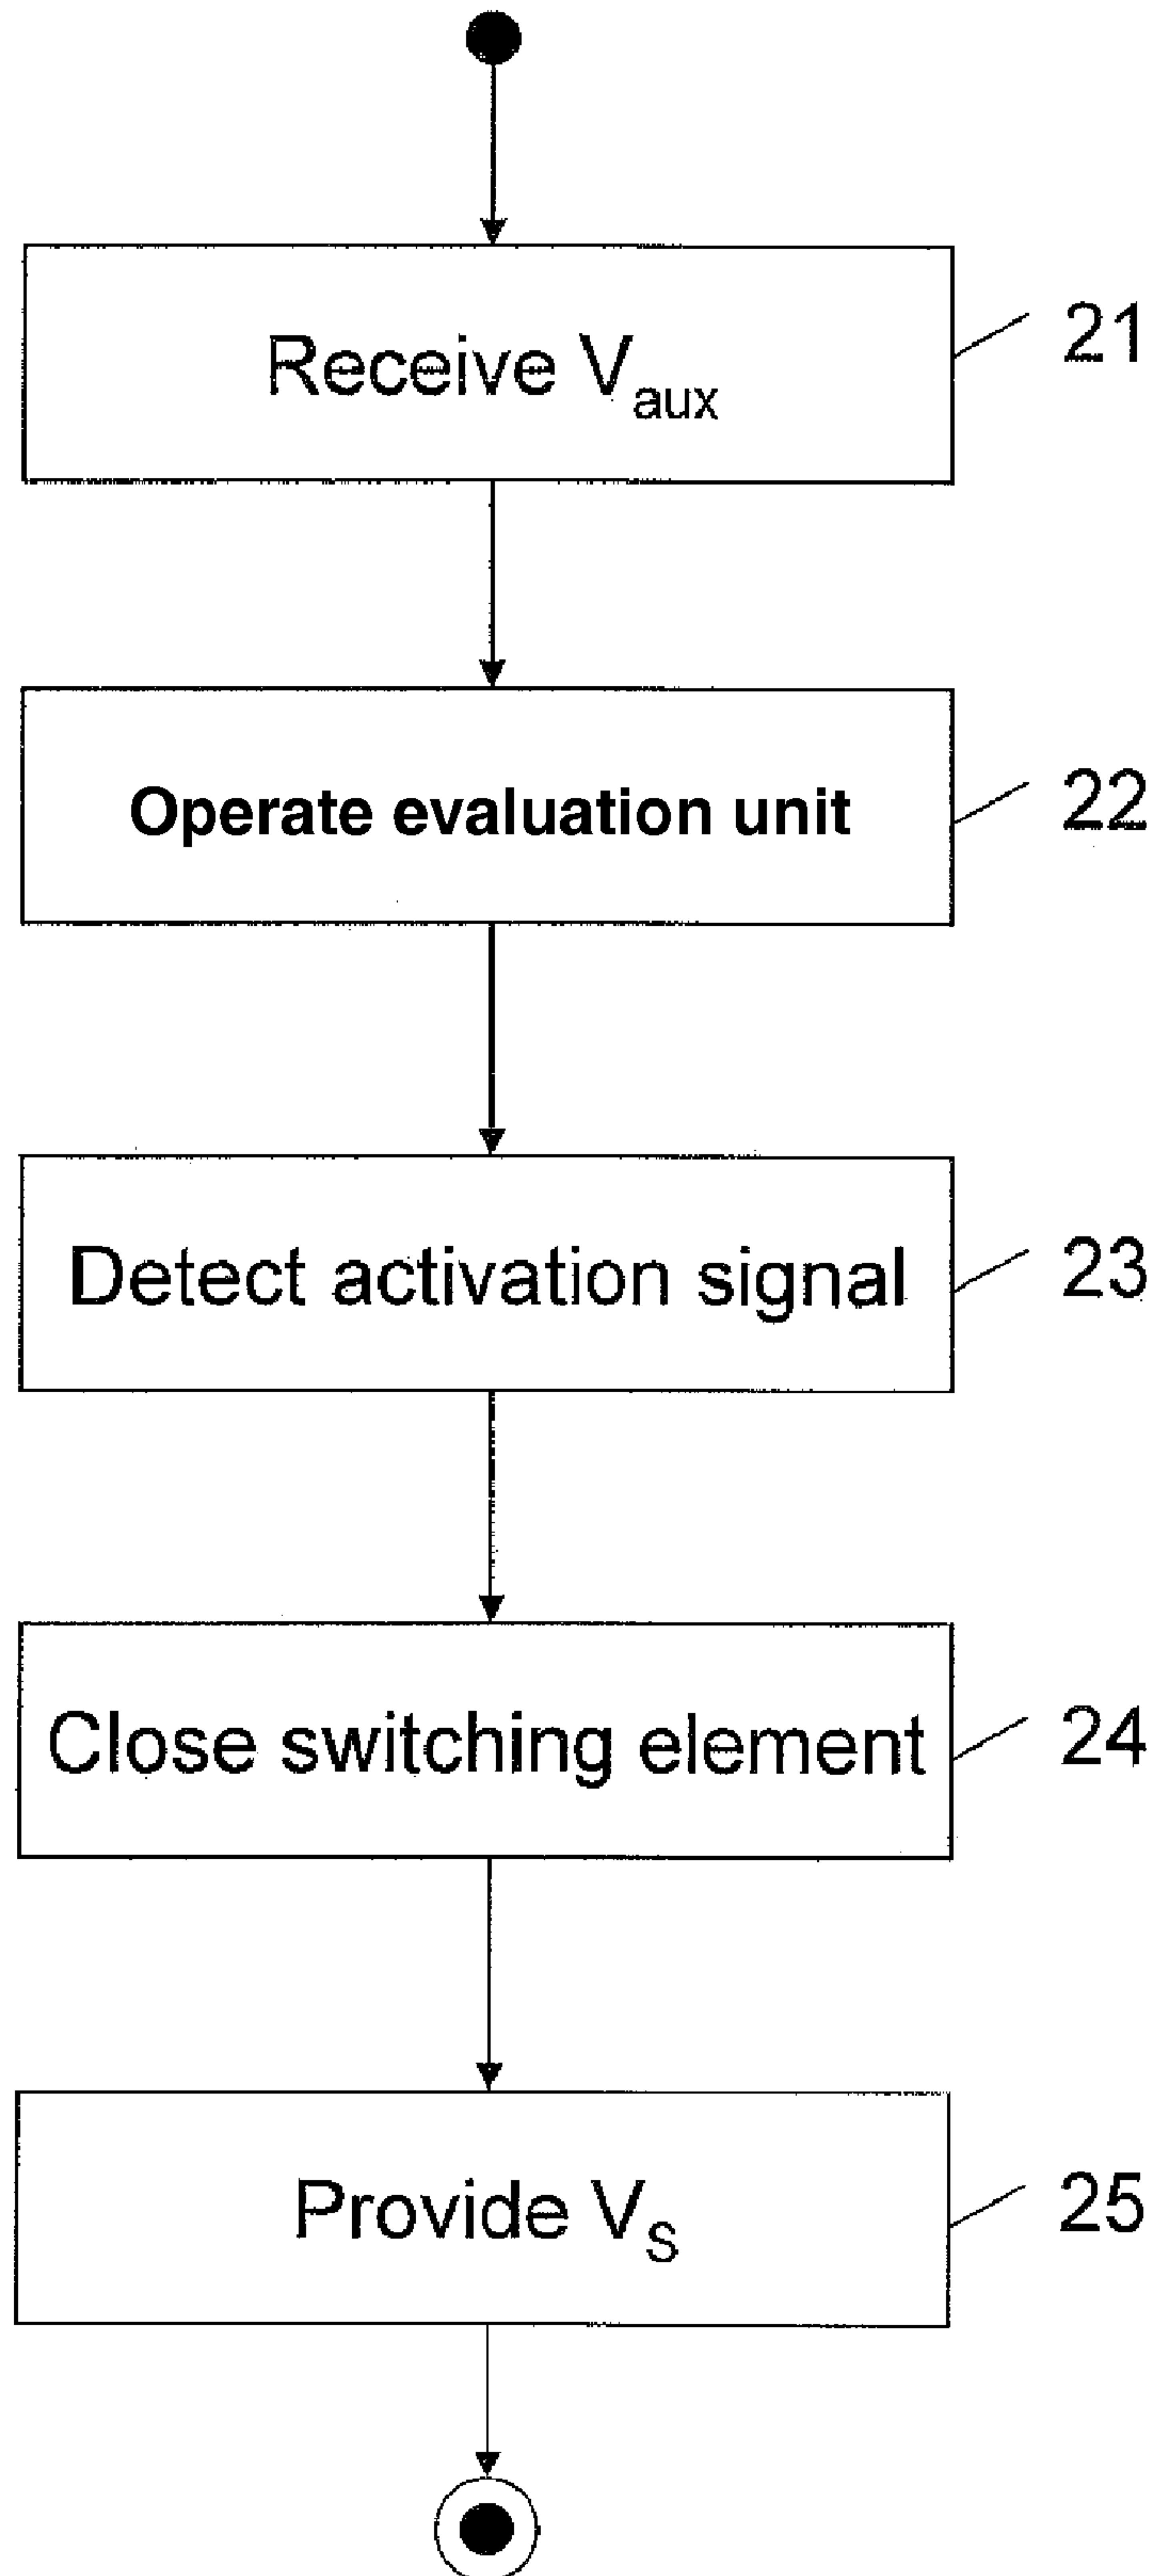 Receive Vaux
21
Operate evaluation unit
22
Detect activation signal
23
Close switching element
24
Provide VS
25